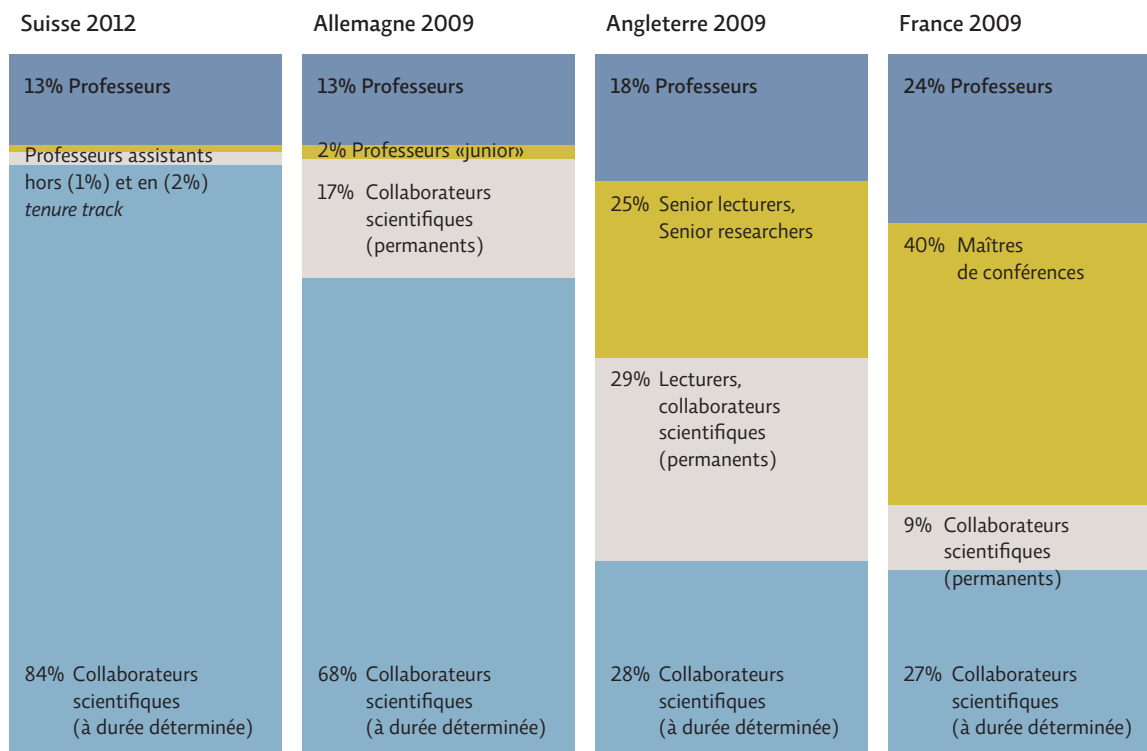 Suisse 2012
13% Professeurs
Professeurs assistants
hors (1%) et en (2%)
tenure track
84% Collaborateurs
scientifiques
(à durée déterminée)
Allemagne 2009
13% Professeurs
2% Professeurs «junior»
17% Collaborateurs
scientifiques
(permanents)
68% Collaborateurs
scientifiques
(à durée déterminée)
Angleterre 2009
18% Professeurs
25% Senior lecturers,
Senior researchers
29% Lecturers,
collaborateurs
scientifiques
(permanents)
28% Collaborateurs
scientifiques
(à durée déterminée)
France 2009
24% Professeurs
40% Maîtres
de conférences
9% Collaborateurs
scientifiques
(permanents)
27% Collaborateurs
scientifiques
(à durée déterminée)